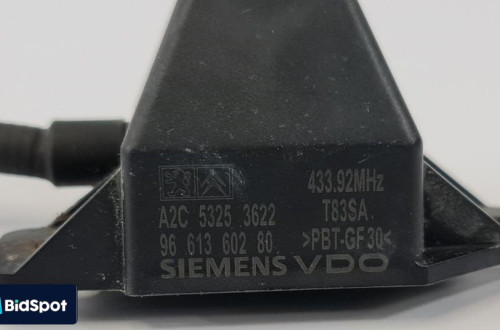 433.92MHz
A2C 5325 3622 T83SA
96 613 602 80 >PBT-GF30<
SIEMENS VDO
BidSpot